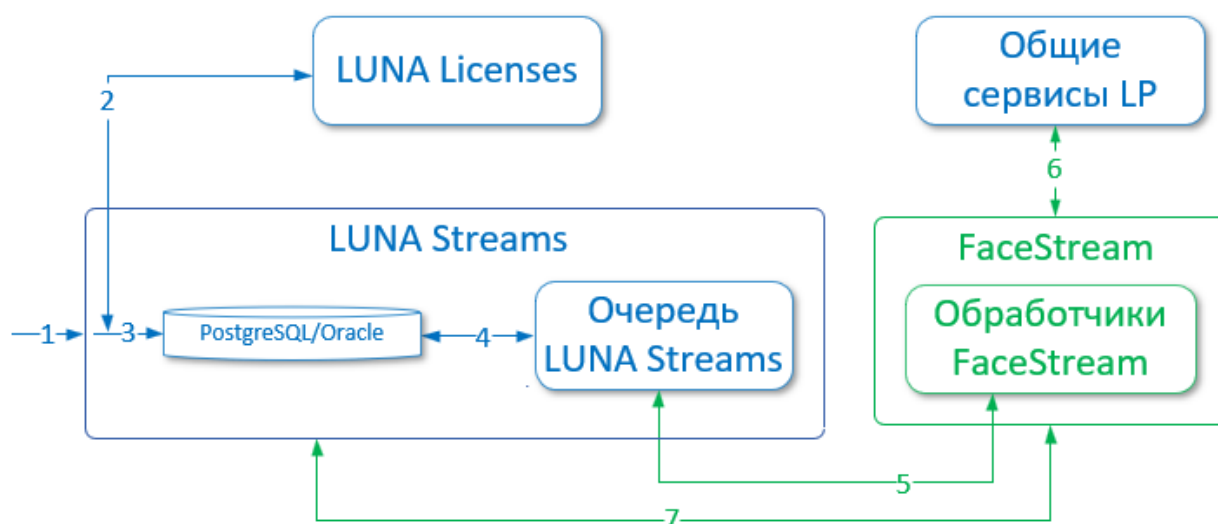 LUNA Licenses
Общие
сервисы LP
2
6
LUNA Streams
FaceStream
1
3
PostgreSQL/Oracle
4
Очередь
LUNA Streams
Обработчики
FaceStream
5
7